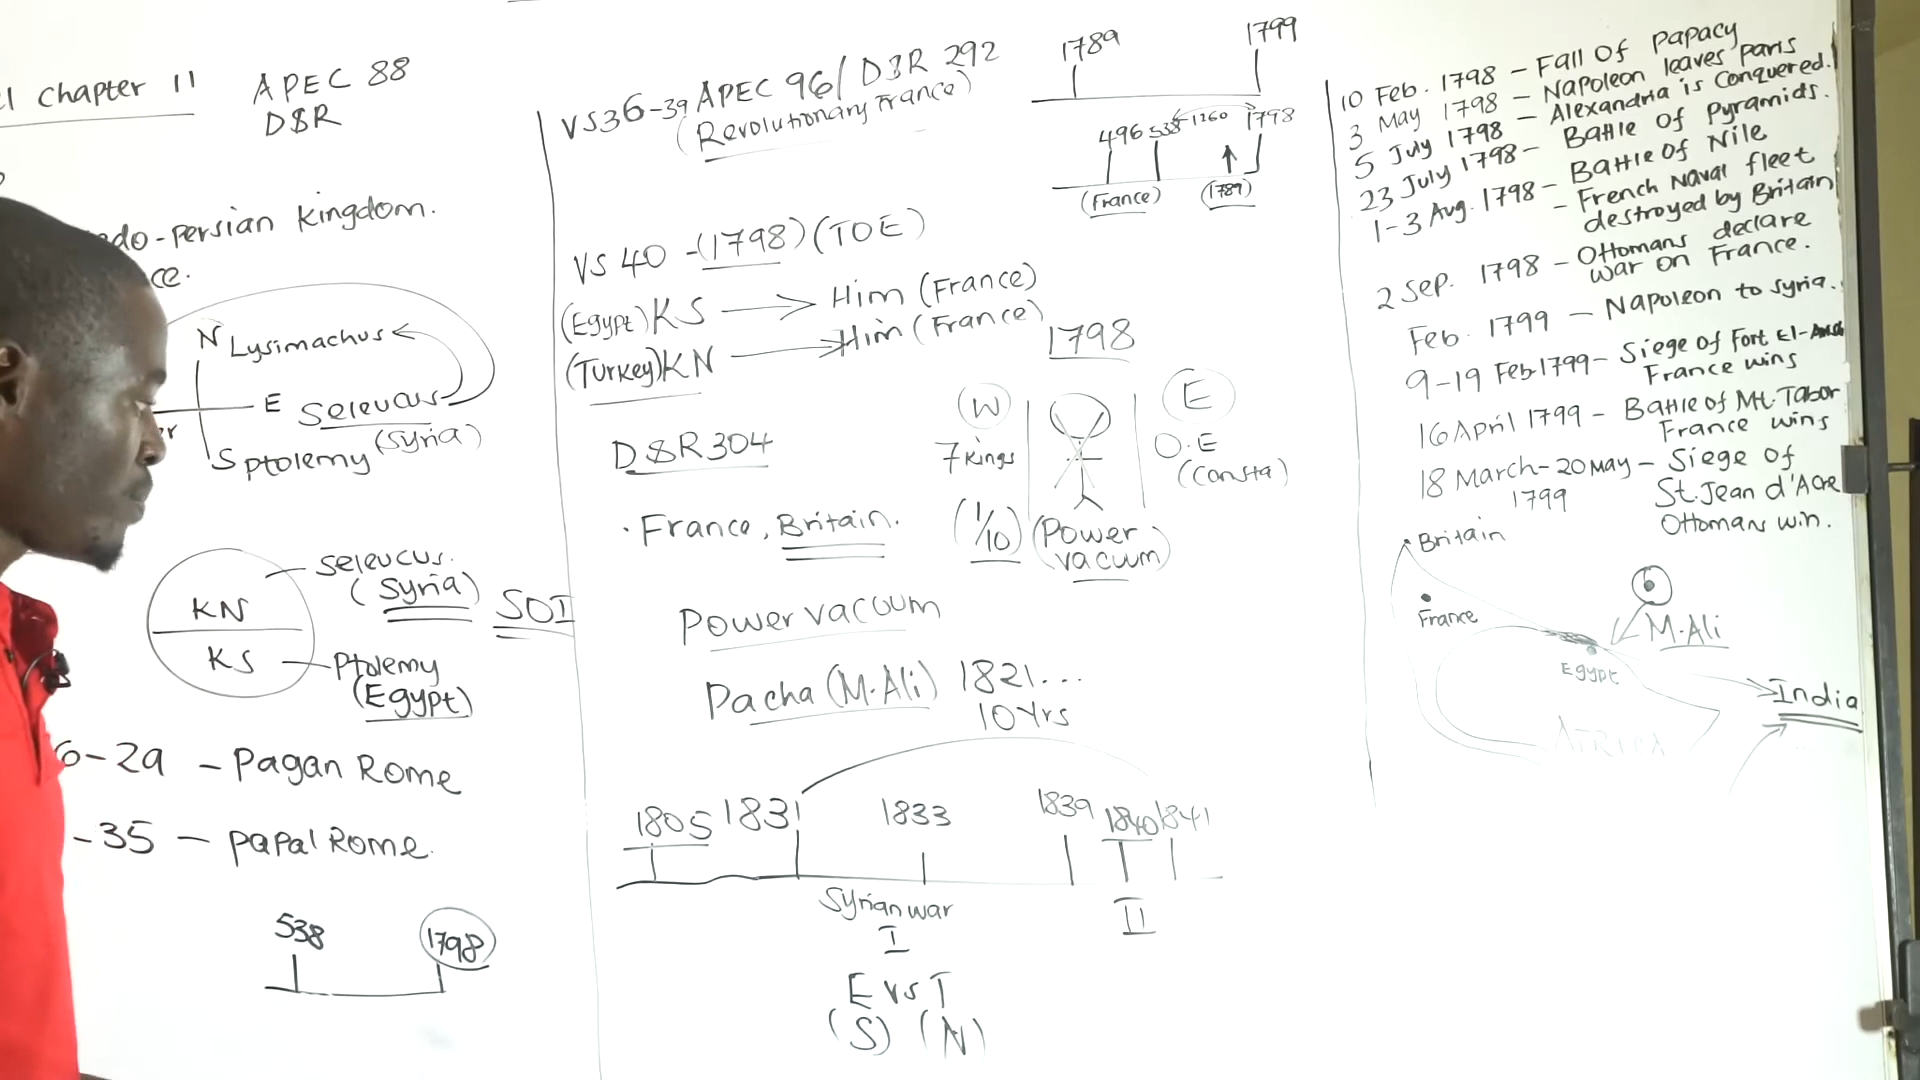 Chapter 11
APEC 88
D&R
do-persian kingdom.
ce.
N Lysimachus
E Seleucus
(Syria)
S Ptolemy
KN
KS
Seleucus.
(Syria)
SOI
Ptolemy
(Egypt)
6-29 - Pagan Rome
-35 - Papal Rome.
538
1798
VS36-39 APEC 96/ D&R 292
(Revolutionary France)
1789
1799
496 538 1260 1798
(France)
(1789)
VS 40 -(1798)(TOE)
(Egypt)KS Him (France)
(Turkey)KN Him (France)
1798
D&R 304
W
7 kings
E
O.E
(Consta)
• France, Britain.
(1/10)
(Power
vacuum)
Power vacuum
Pacha (M.Ali) 1821...
10Yrs
1805 1831 1833 1839 1840 1841
Syrian war
I
II
E vs T
(S) (N)
10 Feb. 1798 - Fall Of Papacy
3 May 1798 - Napoleon leaves Paris
5 July 1798 - Alexandria is Conquered.
23 July 1798 - Battle of Pyramids.
1-3 Aug. 1798 - Battle Of Nile
- French Naval fleet
destroyed by Britain
2 Sep. 1798 - Ottomans declare
war on France.
Feb. 1799 - Napoleon to Syria.
9-19 Feb 1799 - Siege of Fort El-
France wins
16 April 1799 - Battle of Mt. Tabor
France wins
18 March-20 May - Siege of
1799 St. Jean d'Acre
Ottomans win.
Britain
France
6
M.Ali
Egypt
India
AFRICA